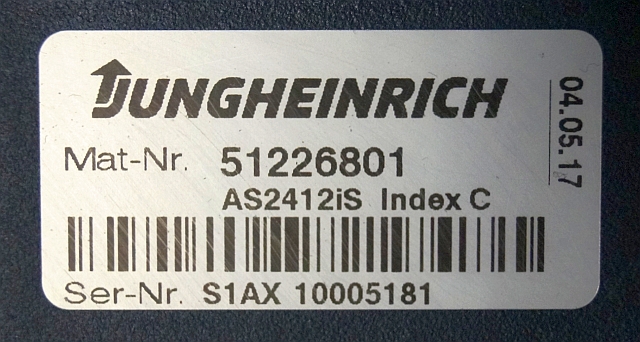 JUNGHEINRICH
Mat-Nr. 51226801
AS2412iS Index C
Ser-Nr. S1AX 10005181
04.05.17